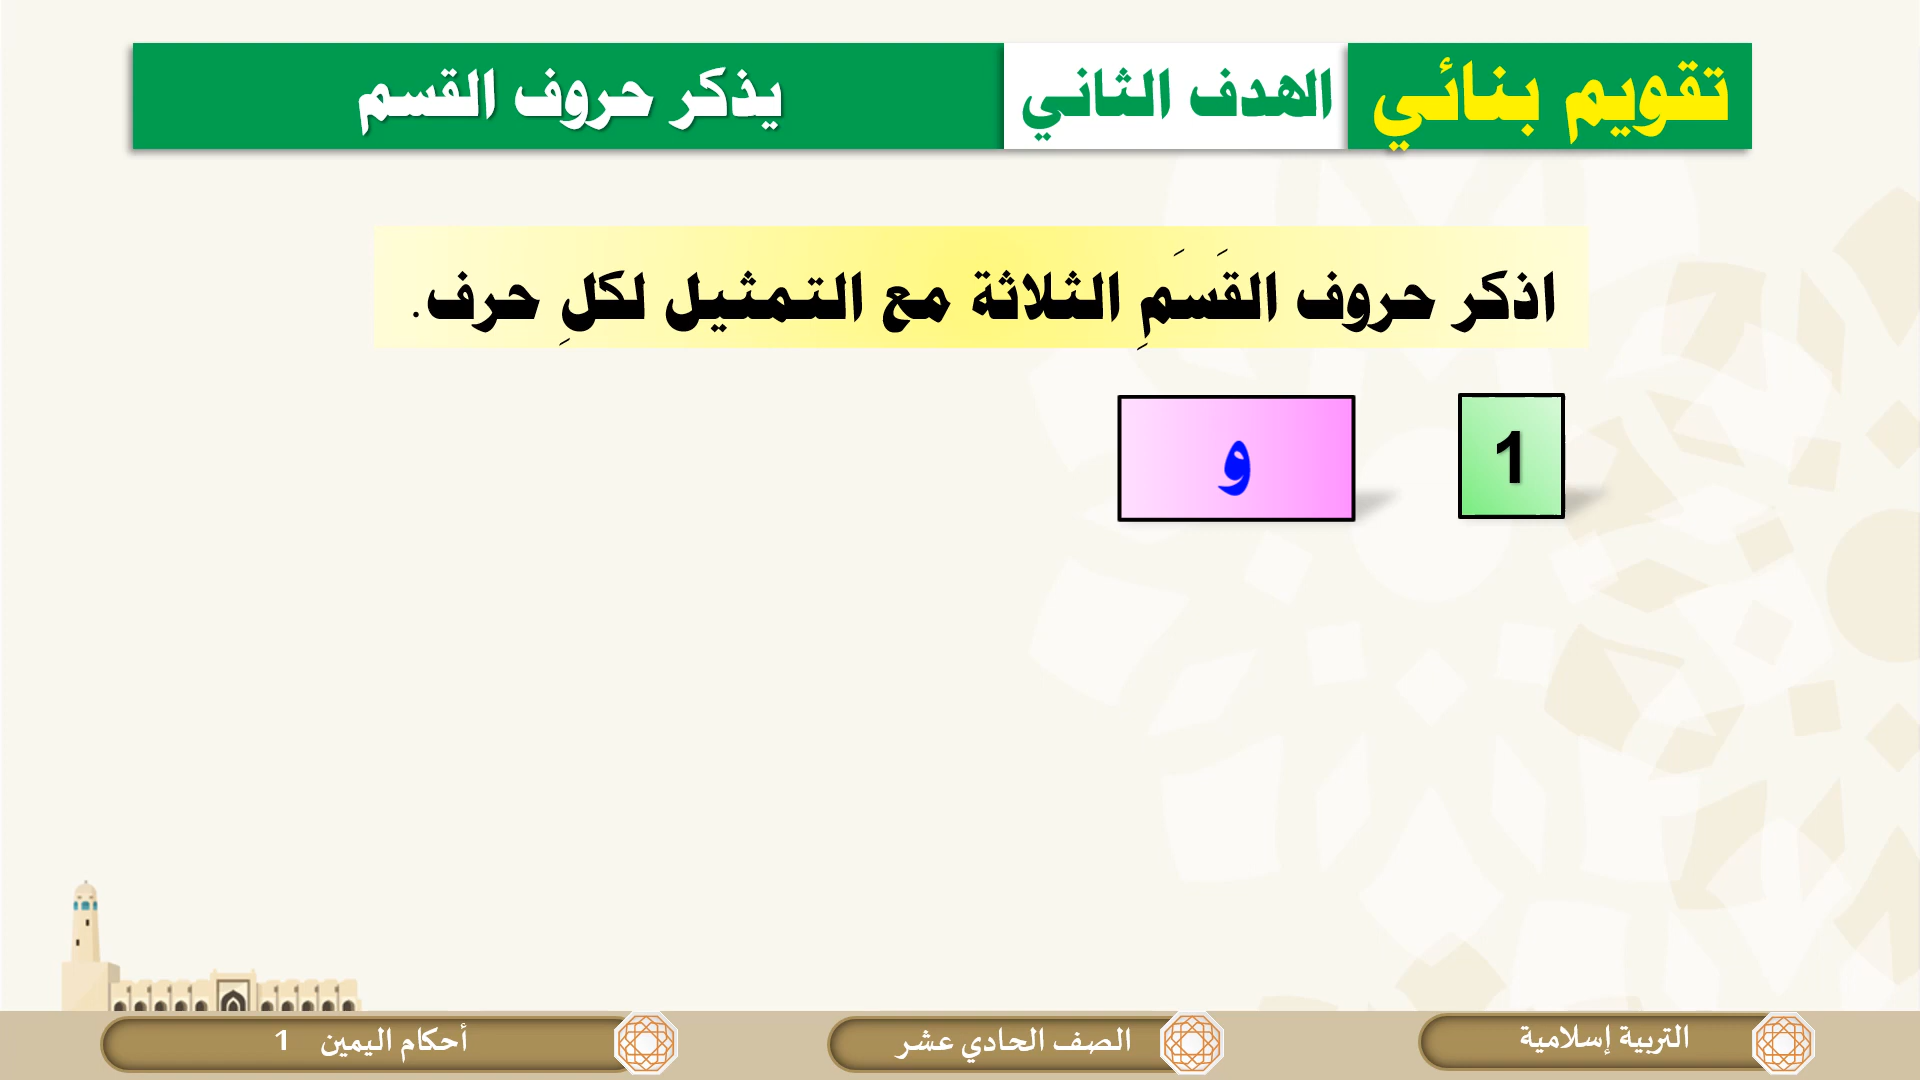 تقويم بنائي
الهدف الثاني
يذكر حروف القسم
اذكر حروف القَسَمِ الثلاثة مع التمثيل لكلِ حرف.
1
و
التربية إسلامية
الصف الحادي عشر
أحكام اليمين 1